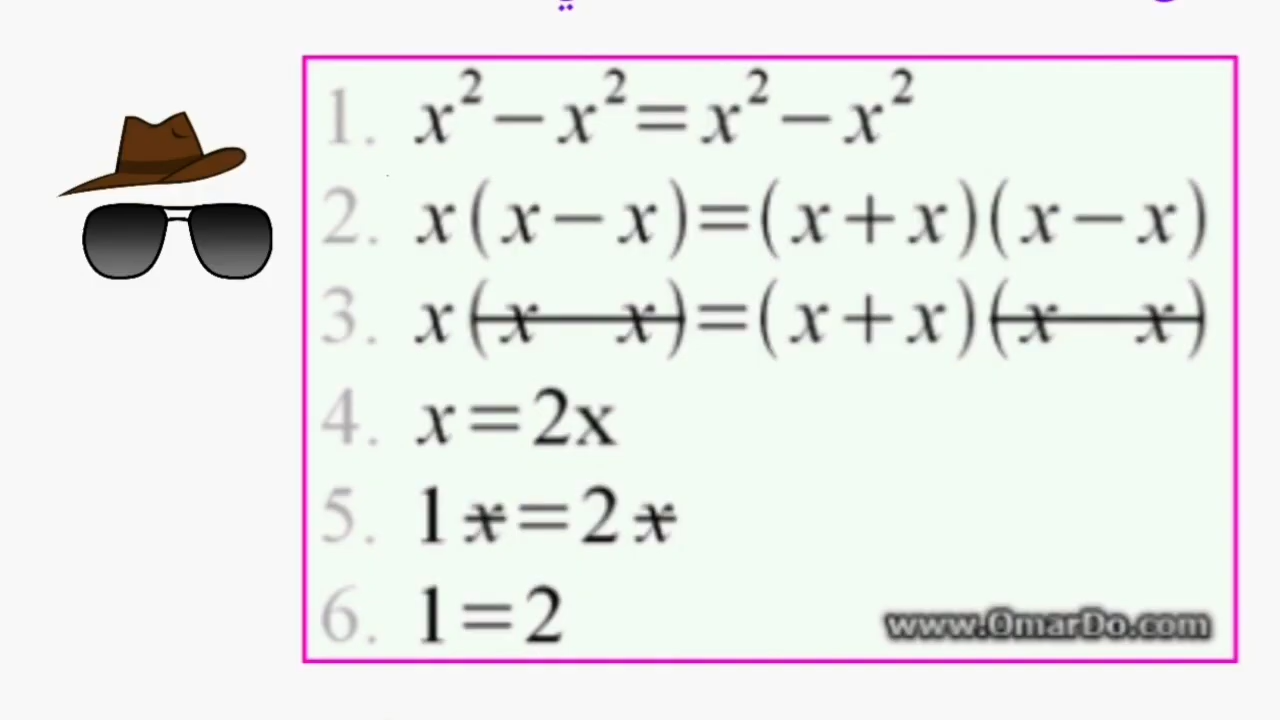 1. x² − x² = x² − x²
2. x(x − x) = (x + x)(x − x)
3. x(x − x) = (x + x)(x − x)
4. x = 2x
5. 1x = 2x
6. 1 = 2
www.OmarDo.com